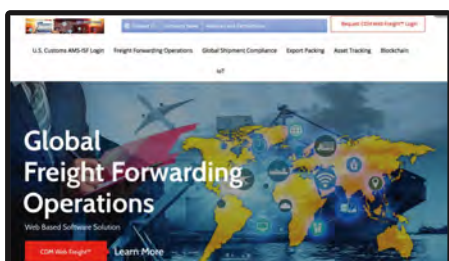 Request CDM Web Freight™ Login
U.S. Customs AMS-ISF Login Freight Forwarding Operations Global Shipment Compliance Export Packing Asset Tracking Blockchain
IoT
Global
Freight Forwarding
Operations
Web Based Software Solution
CDM Web Freight™ Learn More